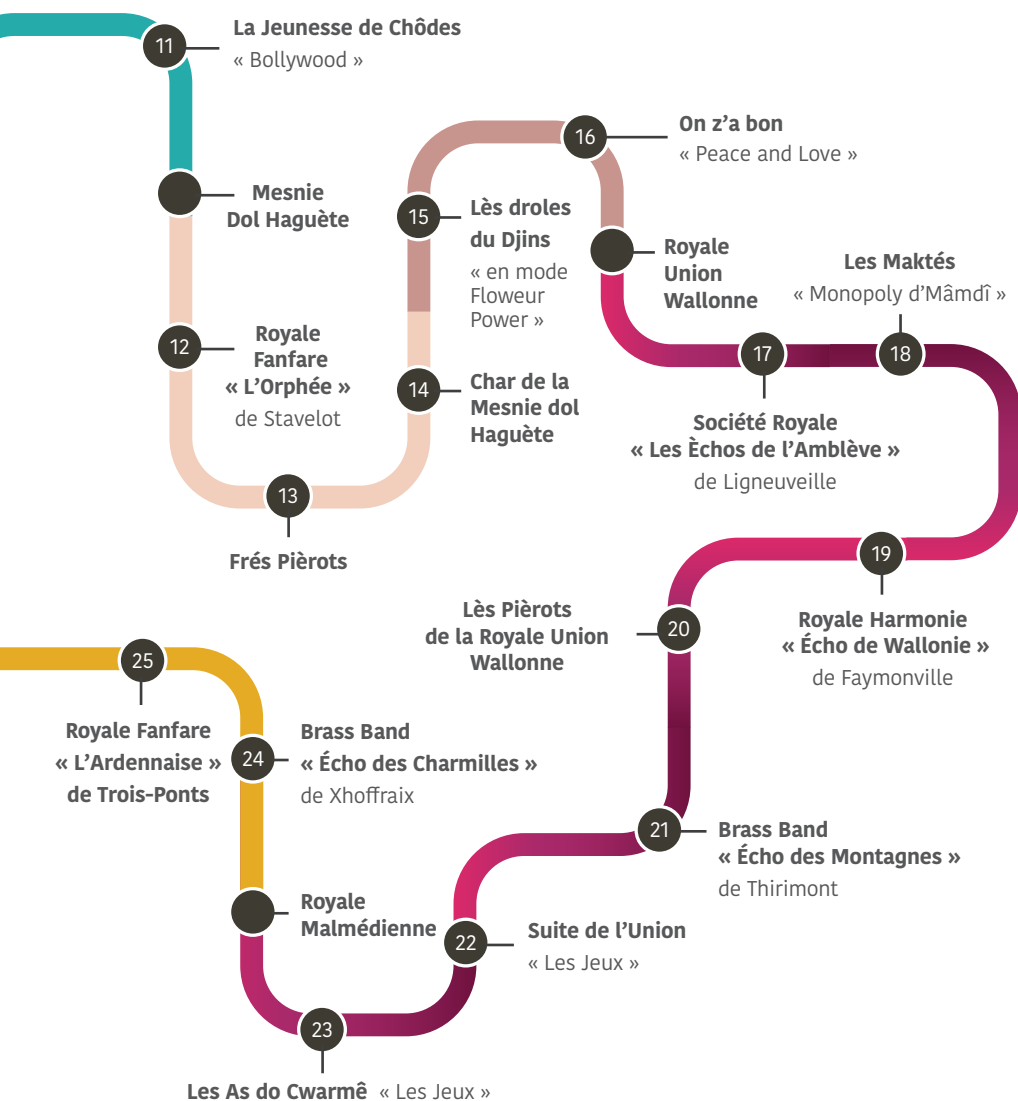 11
La Jeunesse de Chôdes
« Bollywood »
Mesnie
Dol Haguète
12
Royale
Fanfare
« L’Orphée »
de Stavelot
13
Frés Pièrots
14
Char de la
Mesnie dol
Haguète
15
Lès droles
du Djins
« en mode
Floweur
Power »
16
On z’a bon
« Peace and Love »
Royale
Union
Wallonne
17
Société Royale
« Les Èchos de l’Amblève »
de Ligneuveille
Les Maktés
« Monopoly d’Mâmdî »
18
19
Royale Harmonie
« Écho de Wallonie »
de Faymonville
Lès Pièrots
de la Royale Union
Wallonne
20
21
Brass Band
« Écho des Montagnes »
de Thirimont
22
Suite de l’Union
« Les Jeux »
23
Les As do Cwarmê « Les Jeux »
Royale
Malmédienne
24
Brass Band
« Écho des Charmilles »
de Xhoffraix
25
Royale Fanfare
« L’Ardennaise »
de Trois-Ponts